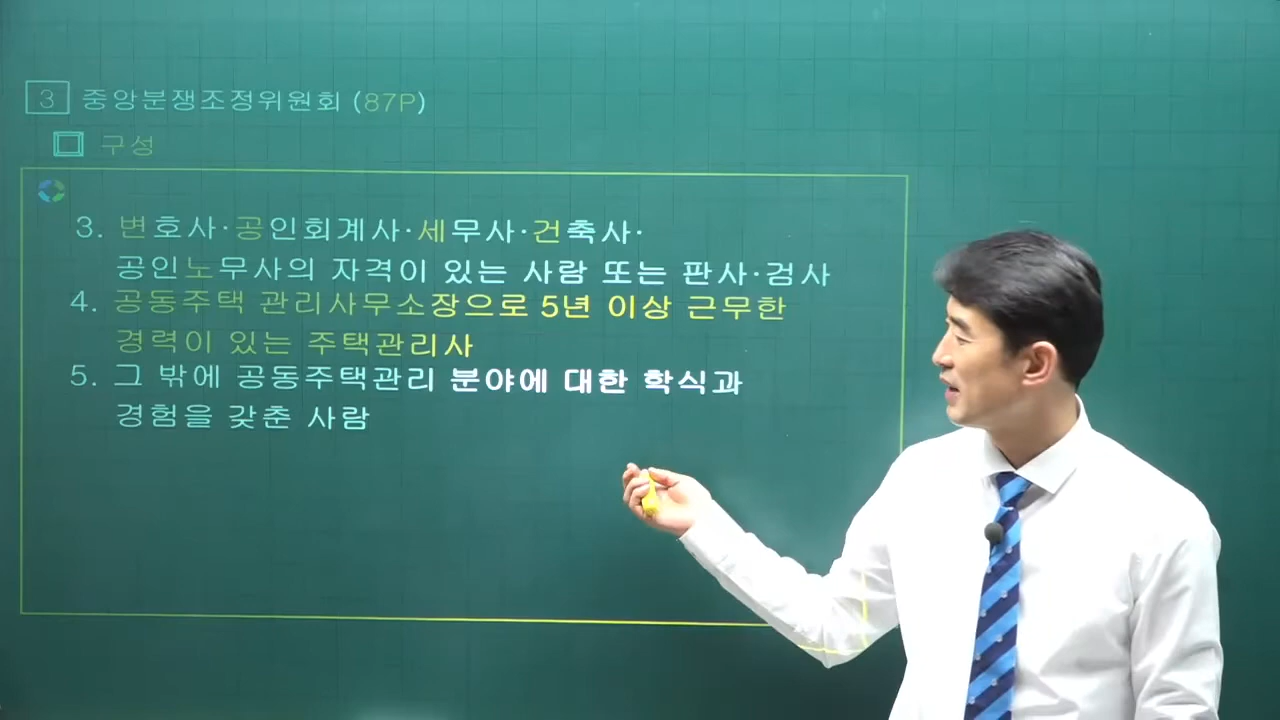 3 중앙분쟁조정위원회 (87P)
구성
3. 변호사·공인회계사·세무사·건축사·
공인노무사의 자격이 있는 사람 또는 판사·검사
4. 공동주택 관리사무소장으로 5년 이상 근무한
경력이 있는 주택관리사
5. 그 밖에 공동주택관리 분야에 대한 학식과
경험을 갖춘 사람